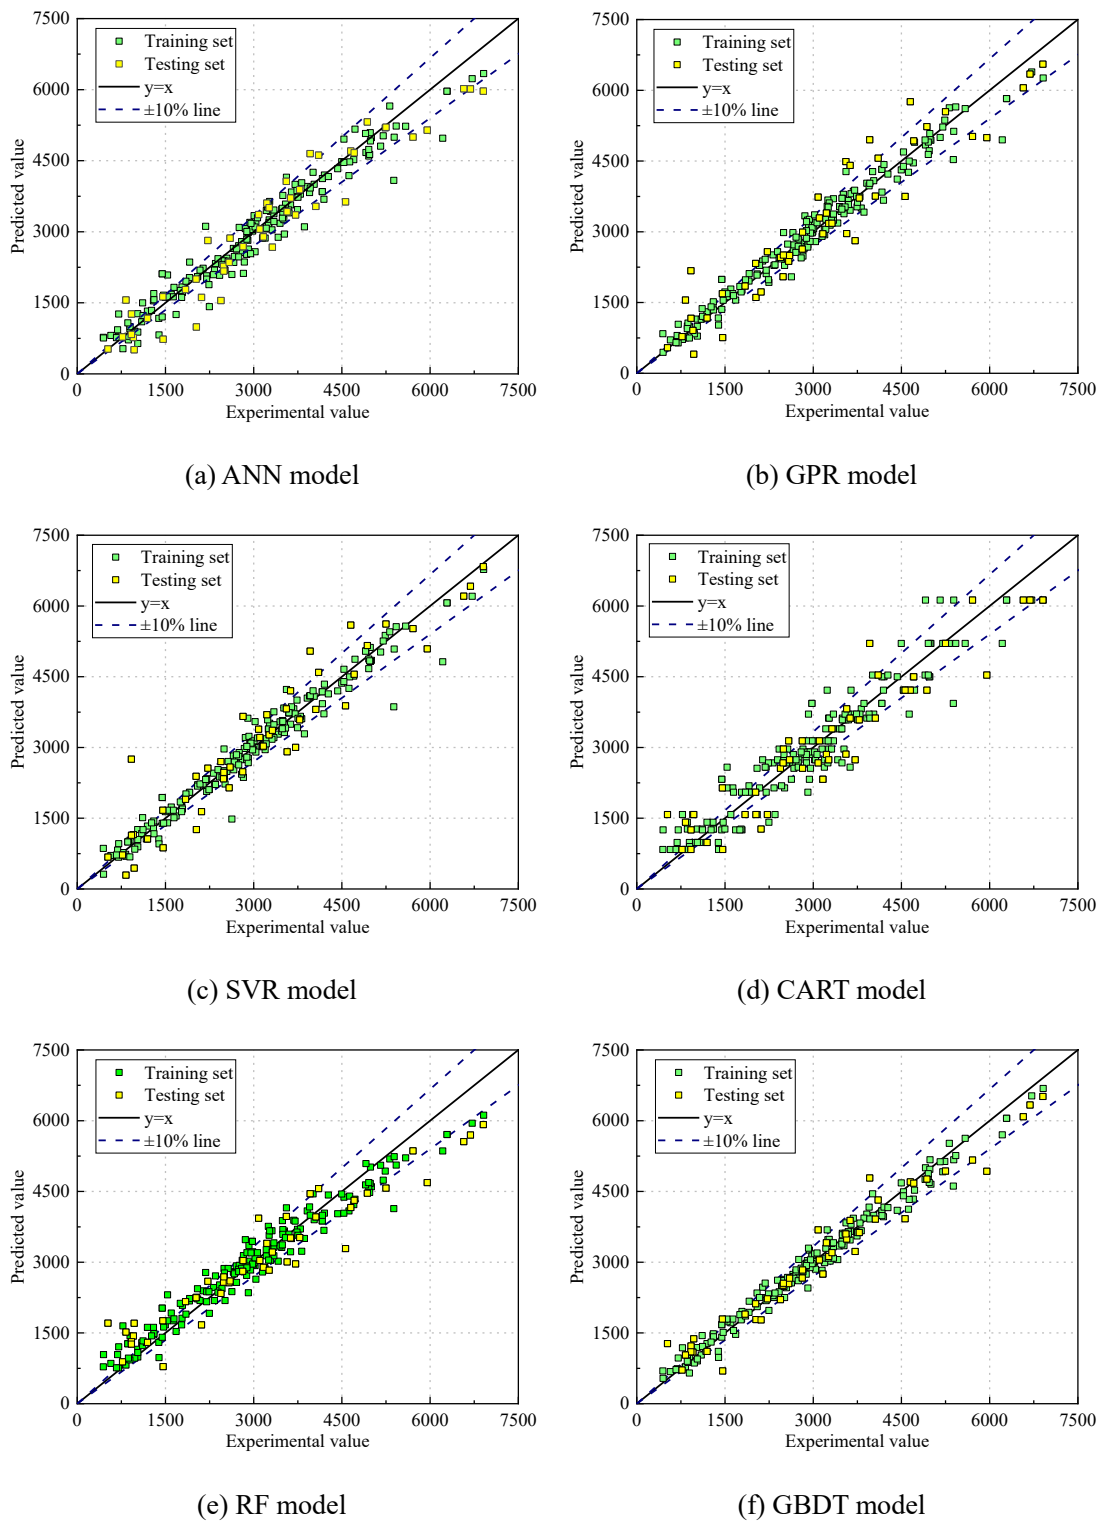 7500
6000
4500
3000
1500
0
Predicted value
Training set
Testing set
y=x
±10% line
0 1500 3000 4500 6000 7500
Experimental value
(a) ANN model
7500
6000
4500
3000
1500
0
Predicted value
Training set
Testing set
y=x
±10% line
0 1500 3000 4500 6000 7500
Experimental value
(b) GPR model
7500
6000
4500
3000
1500
0
Predicted value
Training set
Testing set
y=x
±10% line
0 1500 3000 4500 6000 7500
Experimental value
(c) SVR model
7500
6000
4500
3000
1500
0
Predicted value
Training set
Testing set
y=x
±10% line
0 1500 3000 4500 6000 7500
Experimental value
(d) CART model
7500
6000
4500
3000
1500
0
Predicted value
Training set
Testing set
y=x
±10% line
0 1500 3000 4500 6000 7500
Experimental value
(e) RF model
7500
6000
4500
3000
1500
0
Predicted value
Training set
Testing set
y=x
±10% line
0 1500 3000 4500 6000 7500
Experimental value
(f) GBDT model